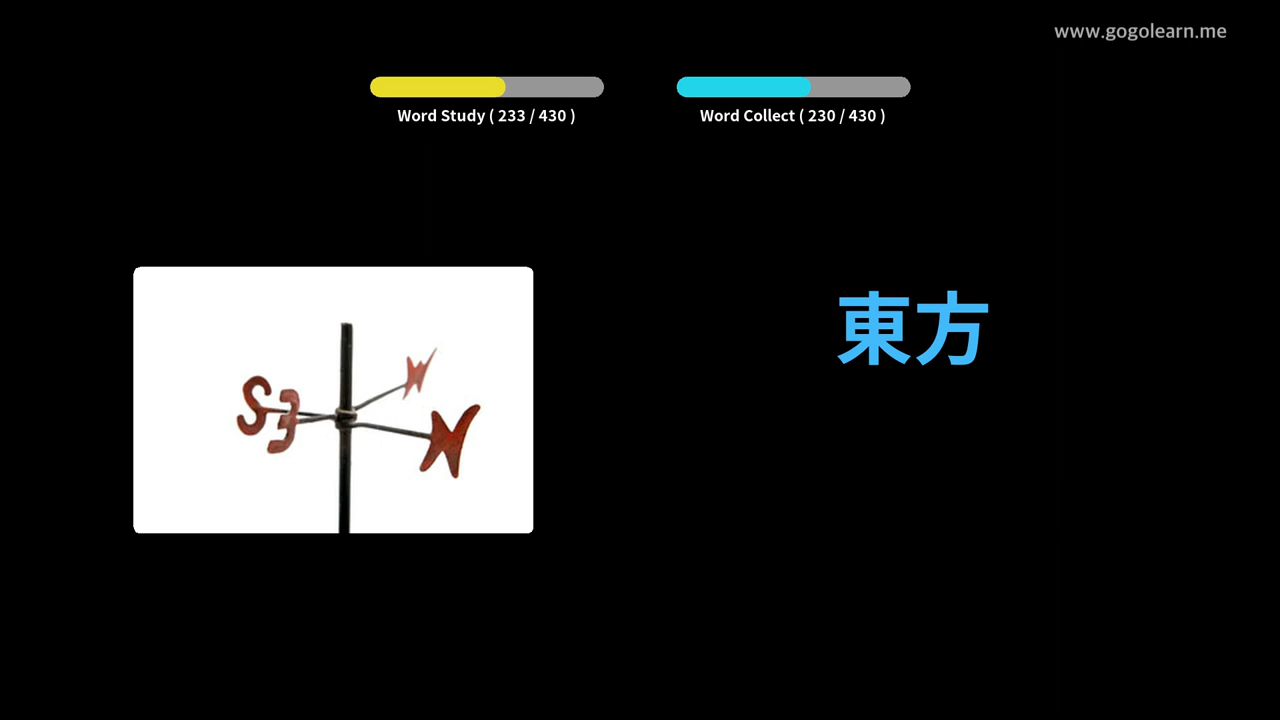 www.gogolearn.me
Word Study ( 233 / 430 )
Word Collect ( 230 / 430 )
東方
S
E
N